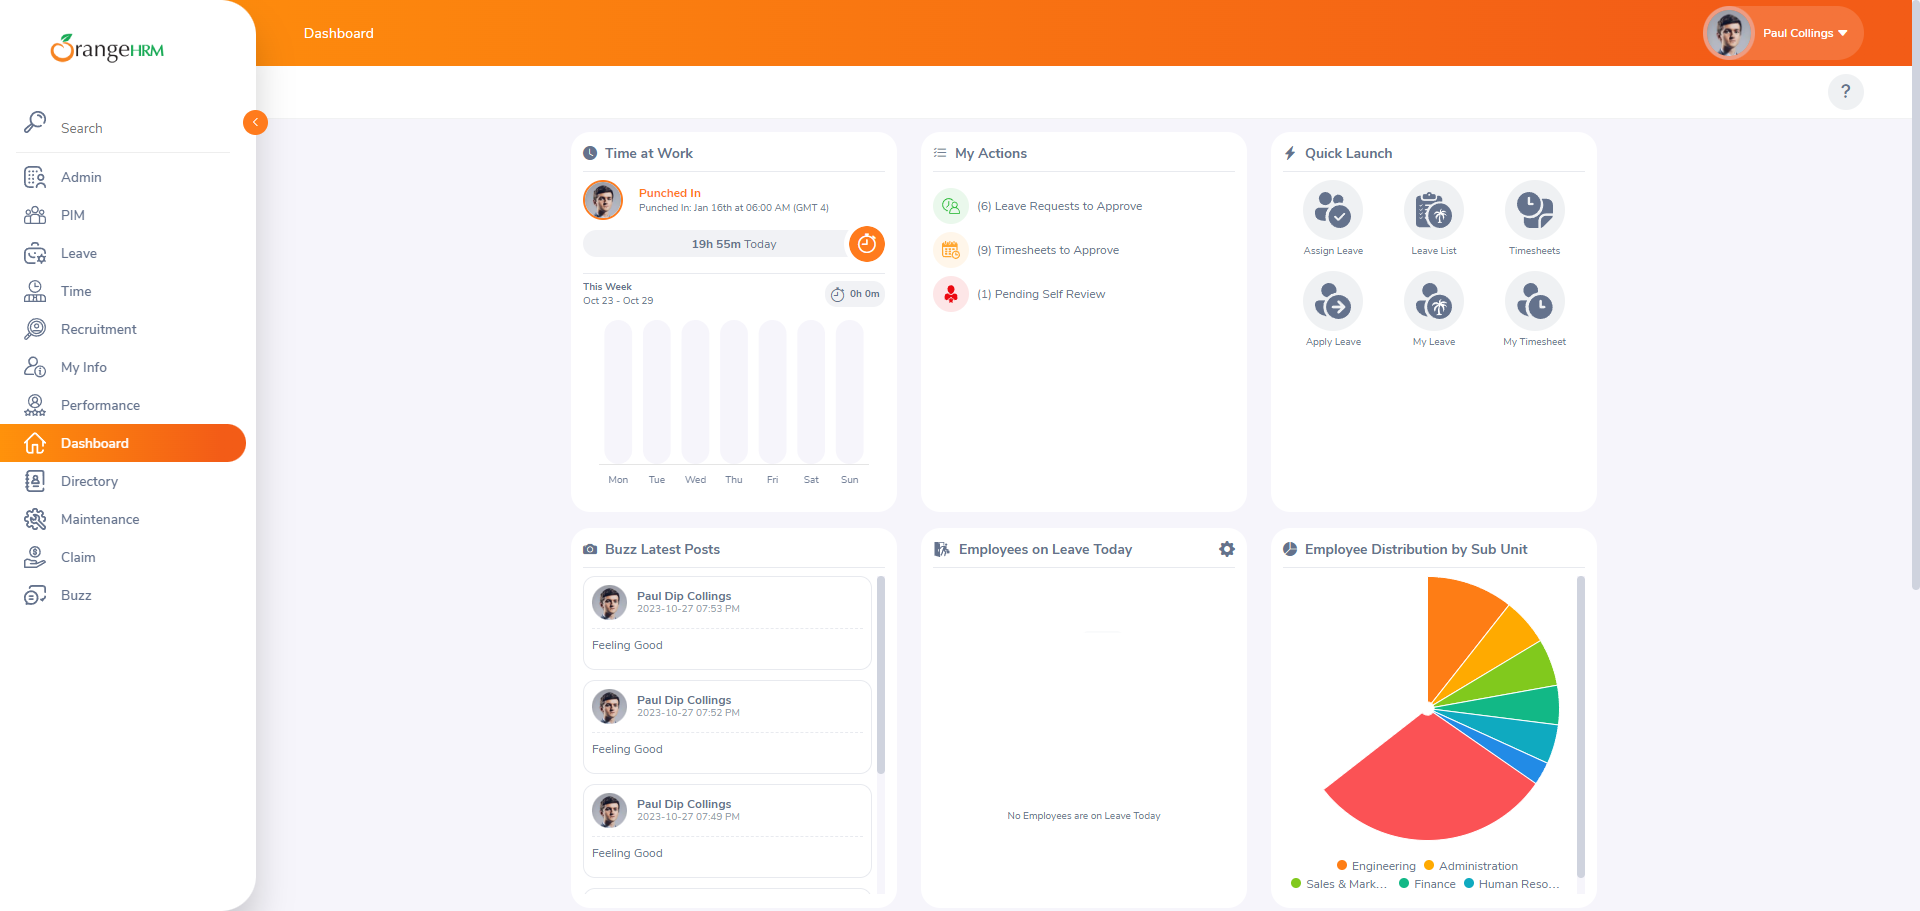 OrangeHRM
Dashboard
Paul Collings
?
Search
Admin
PIM
Leave
Time
Recruitment
My Info
Performance
Dashboard
Directory
Maintenance
Claim
Buzz
Time at Work
Punched In
Punched In: Jan 16th at 06:00 AM (GMT 4)
19h 55m Today
This Week
Oct 23 - Oct 29
0h 0m
Mon Tue Wed Thu Fri Sat Sun
My Actions
(6) Leave Requests to Approve
(9) Timesheets to Approve
(1) Pending Self Review
Quick Launch
Assign Leave Leave List Timesheets
Apply Leave My Leave My Timesheet
Buzz Latest Posts
Paul Dip Collings
2023-10-27 07:53 PM
Feeling Good
Paul Dip Collings
2023-10-27 07:52 PM
Feeling Good
Paul Dip Collings
2023-10-27 07:49 PM
Feeling Good
Employees on Leave Today
No Employees are on Leave Today
Employee Distribution by Sub Unit
Engineering Administration
Sales & Mark... Finance Human Reso...